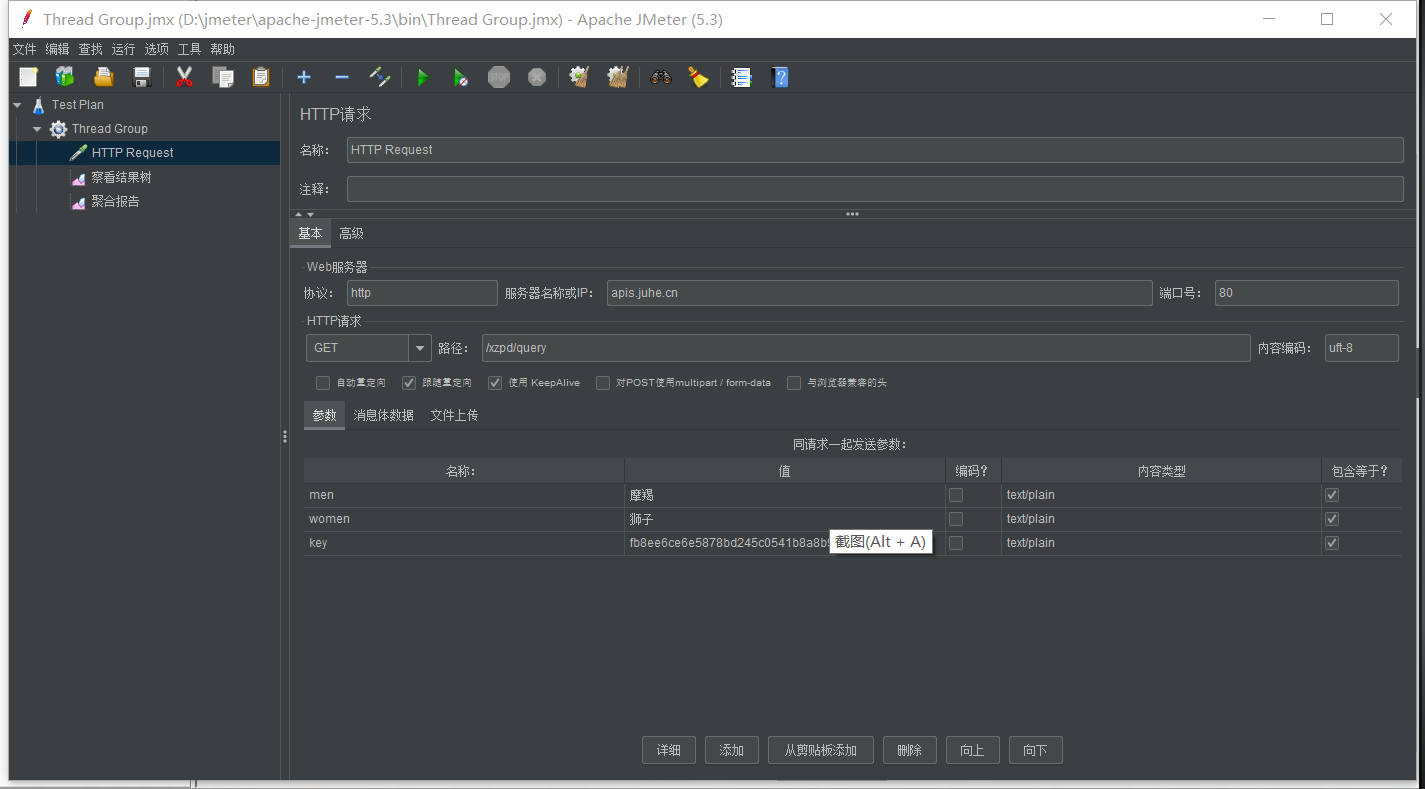 Thread Group.jmx (D:\jmeter\apache-jmeter-5.3\bin\Thread Group.jmx) - Apache JMeter (5.3)
文件 编辑 查找 运行 选项 工具 帮助
STOP
Test Plan
Thread Group
HTTP Request
察看结果树
聚合报告
HTTP请求
名称： HTTP Request
注释：
基本 高级
Web服务器
协议： http 服务器名称或IP： apis.juhe.cn 端口号： 80
HTTP请求
GET 路径： /xzpd/query 内容编码： uft-8
自动重定向 跟随重定向 使用 KeepAlive 对POST使用multipart / form-data 与浏览器兼容的头
参数 消息体数据 文件上传
同请求一起发送参数：
名称： 值 编码？ 内容类型 包含等于？
men 摩羯 text/plain
women 狮子 text/plain
key fb8ee6ce6e5878bd245c0541b8a8b text/plain
截图(Alt + A)
详细 添加 从剪贴板添加 删除 向上 向下